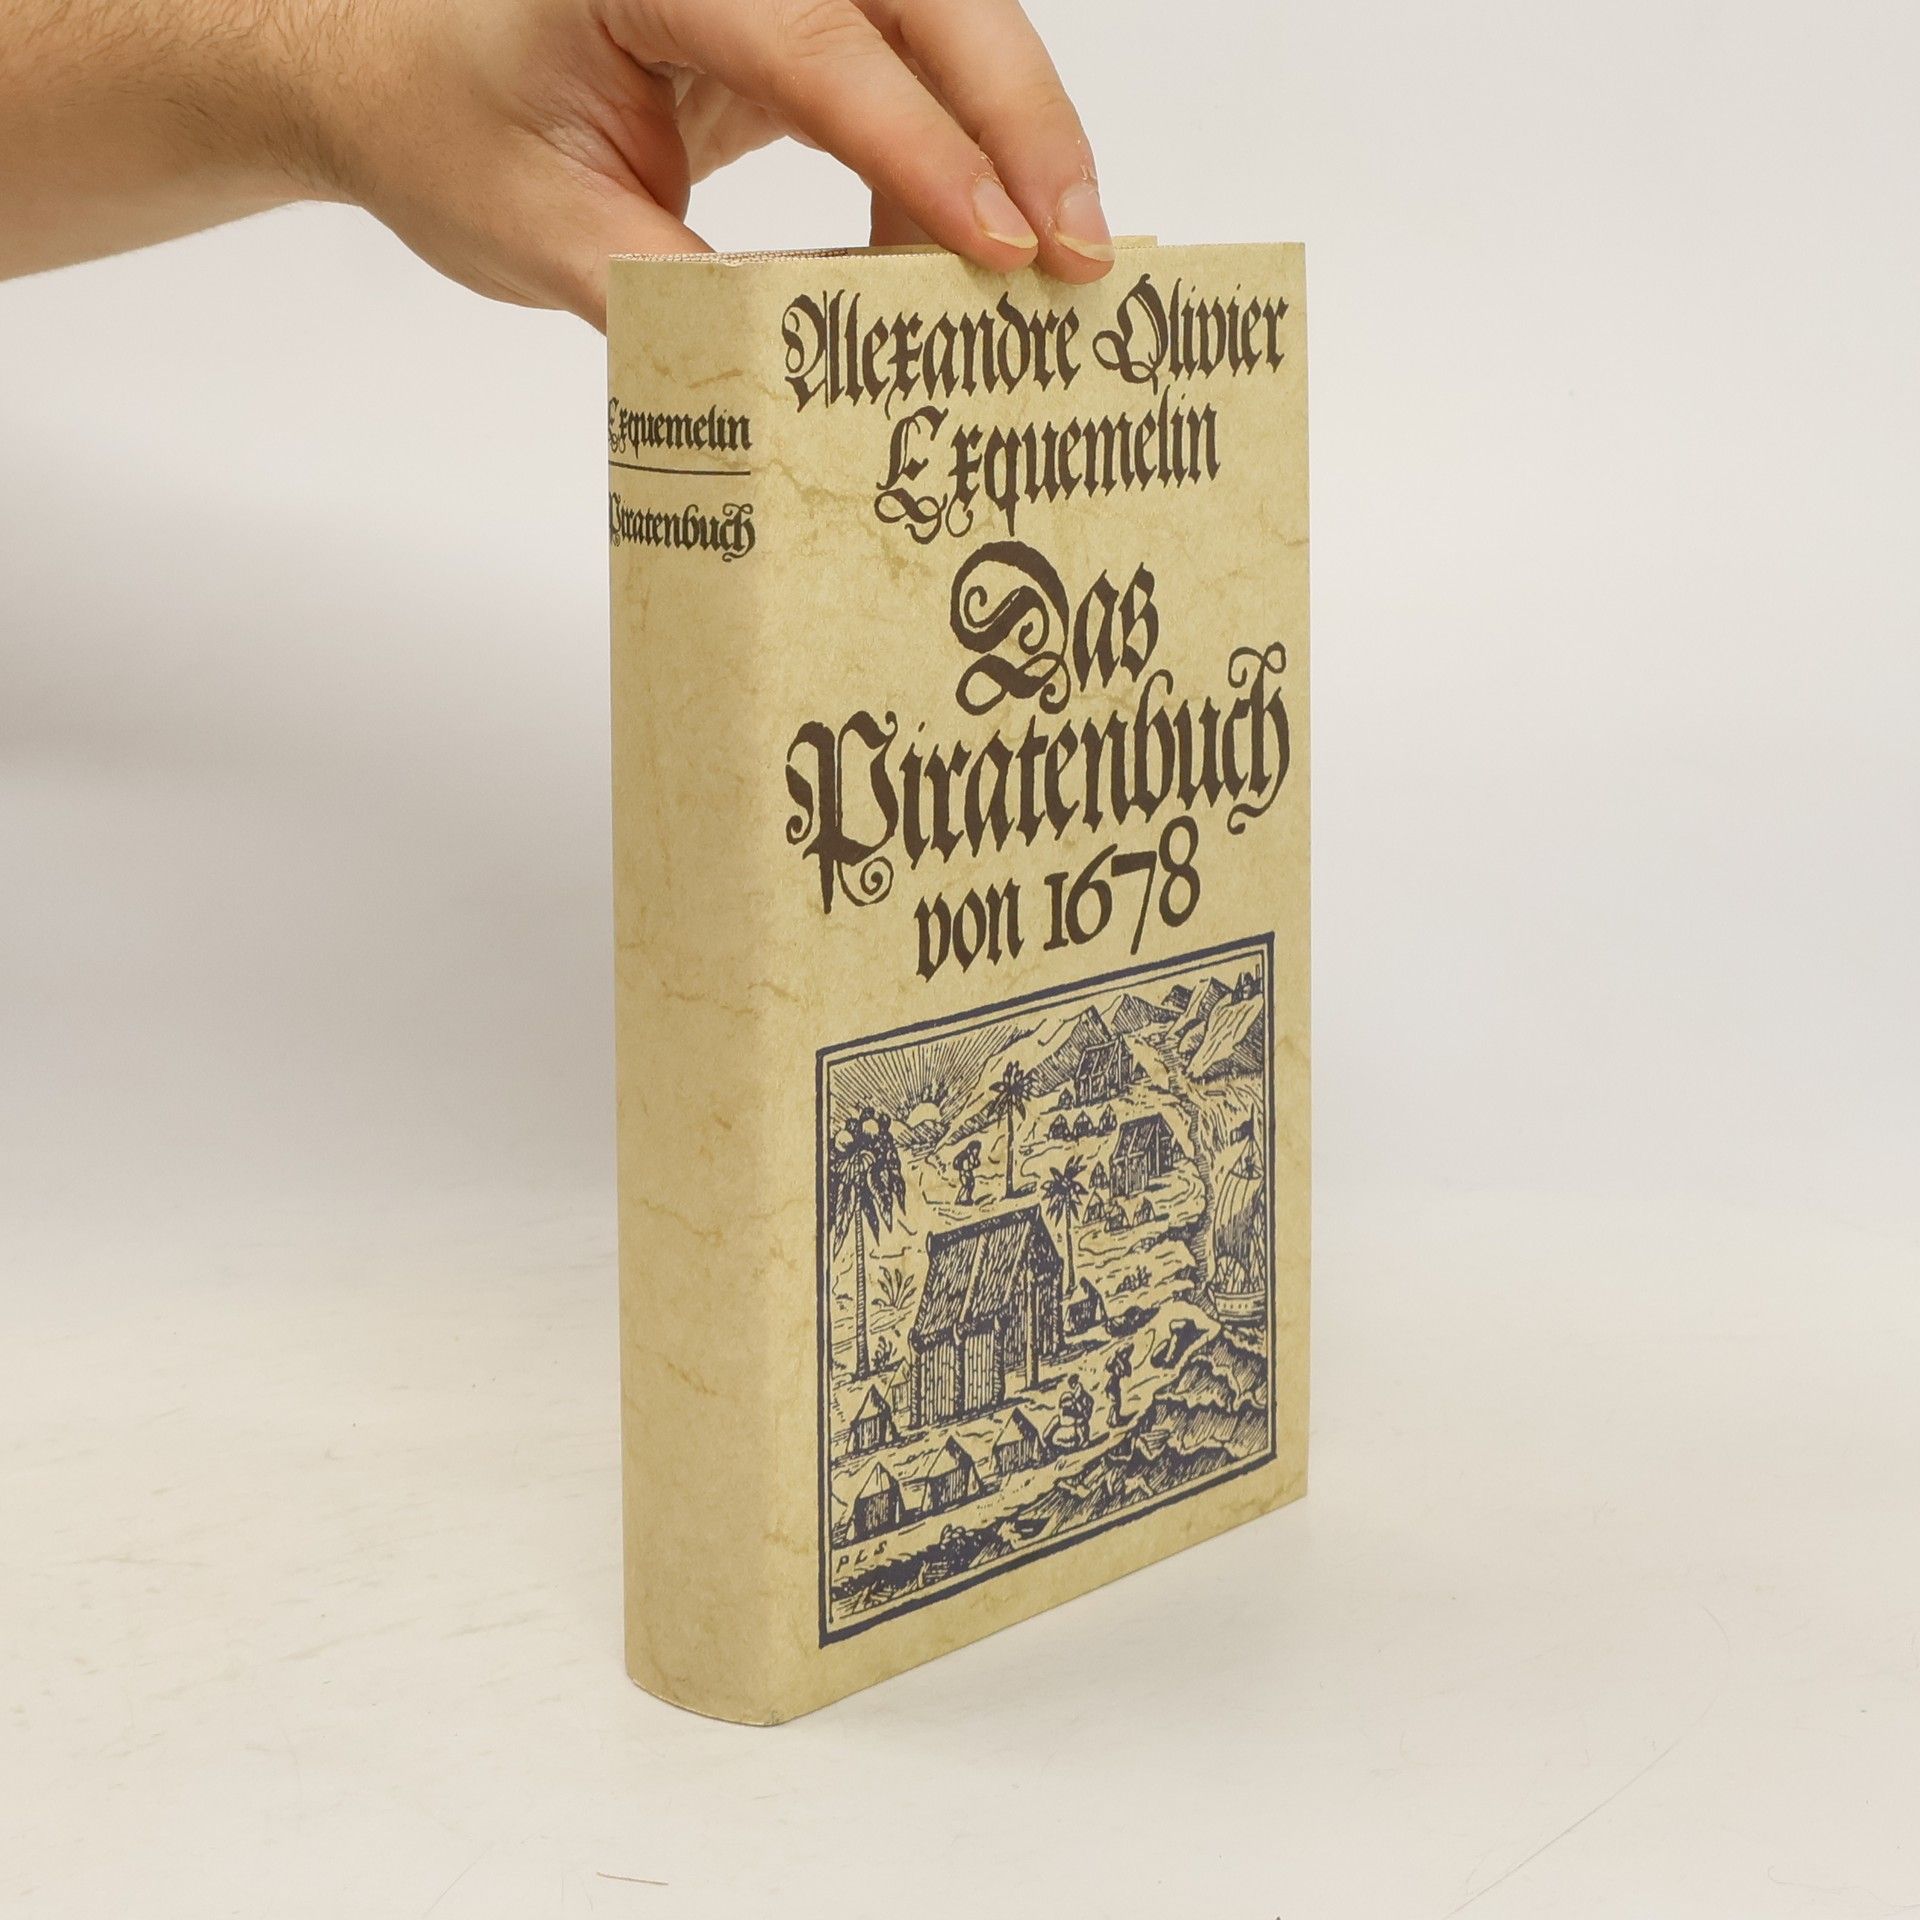 Exquemelin
Piratenbuch
Alexandre Olivier
Exquemelin
Das
Piratenbuch
von 1678
PLS